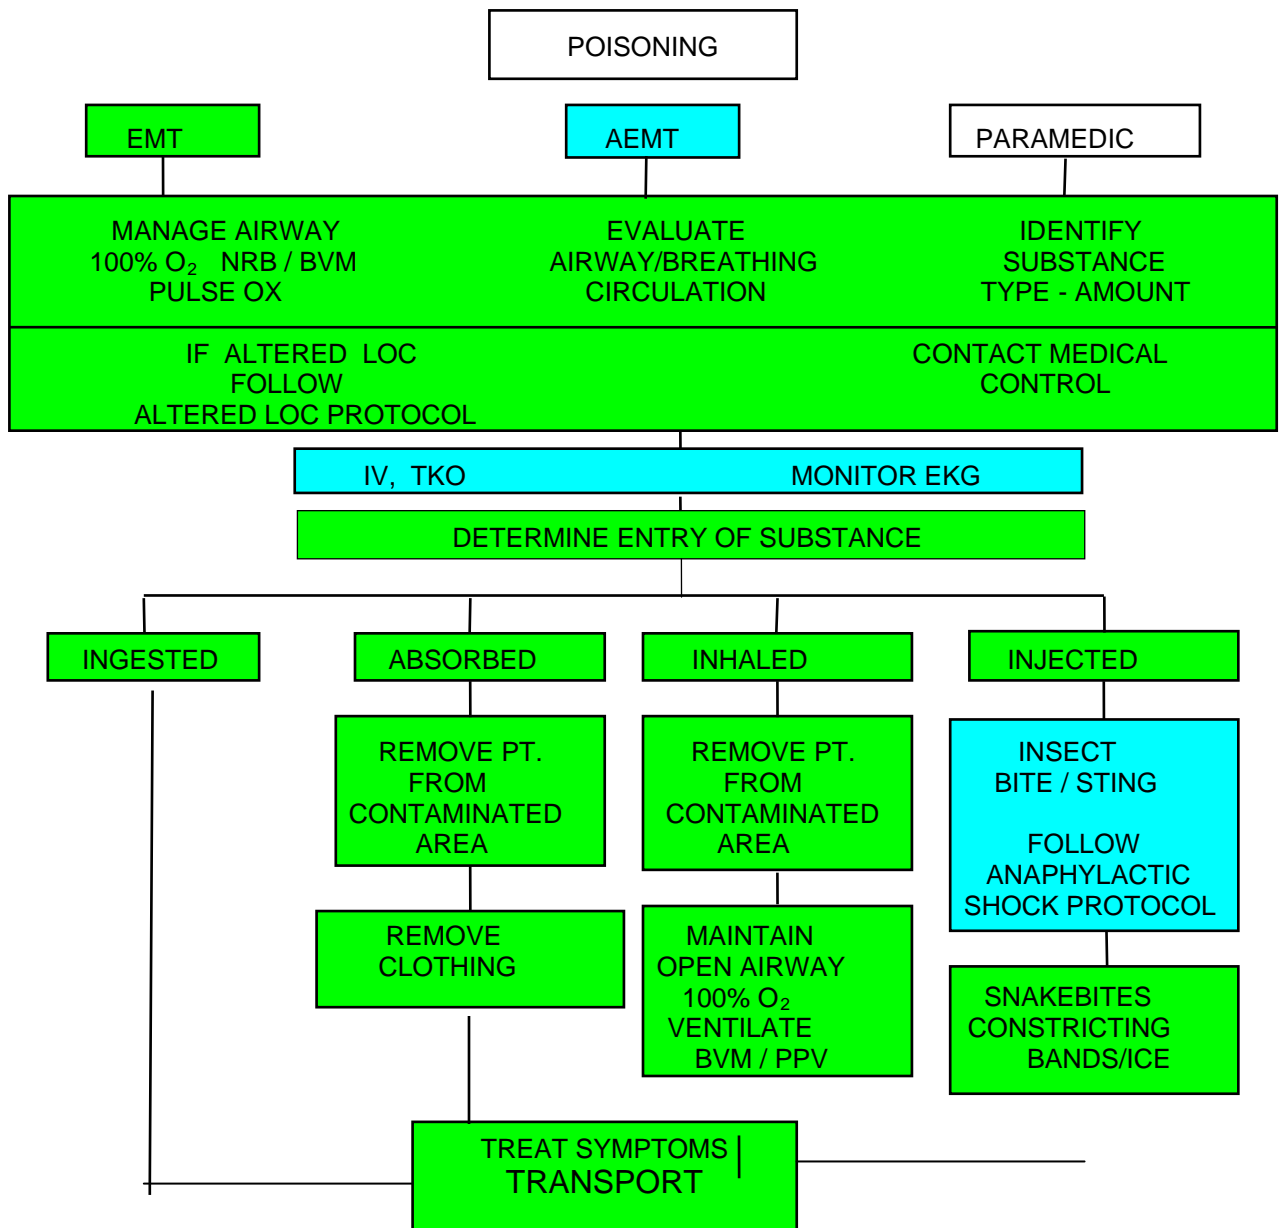 POISONING
EMT
AEMT
PARAMEDIC
MANAGE AIRWAY
100% O₂ NRB / BVM
PULSE OX
EVALUATE
AIRWAY/BREATHING
CIRCULATION
IDENTIFY
SUBSTANCE
TYPE - AMOUNT
IF ALTERED LOC
FOLLOW
ALTERED LOC PROTOCOL
CONTACT MEDICAL
CONTROL
IV, TKO
MONITOR EKG
DETERMINE ENTRY OF SUBSTANCE
INGESTED
ABSORBED
REMOVE PT.
FROM
CONTAMINATED
AREA
REMOVE
CLOTHING
INHALED
REMOVE PT.
FROM
CONTAMINATED
AREA
MAINTAIN
OPEN AIRWAY
100% O₂
VENTILATE
BVM / PPV
INJECTED
INSECT
BITE / STING
FOLLOW
ANAPHYLACTIC
SHOCK PROTOCOL
SNAKEBITES
CONSTRICTING
BANDS/ICE
TREAT SYMPTOMS
TRANSPORT